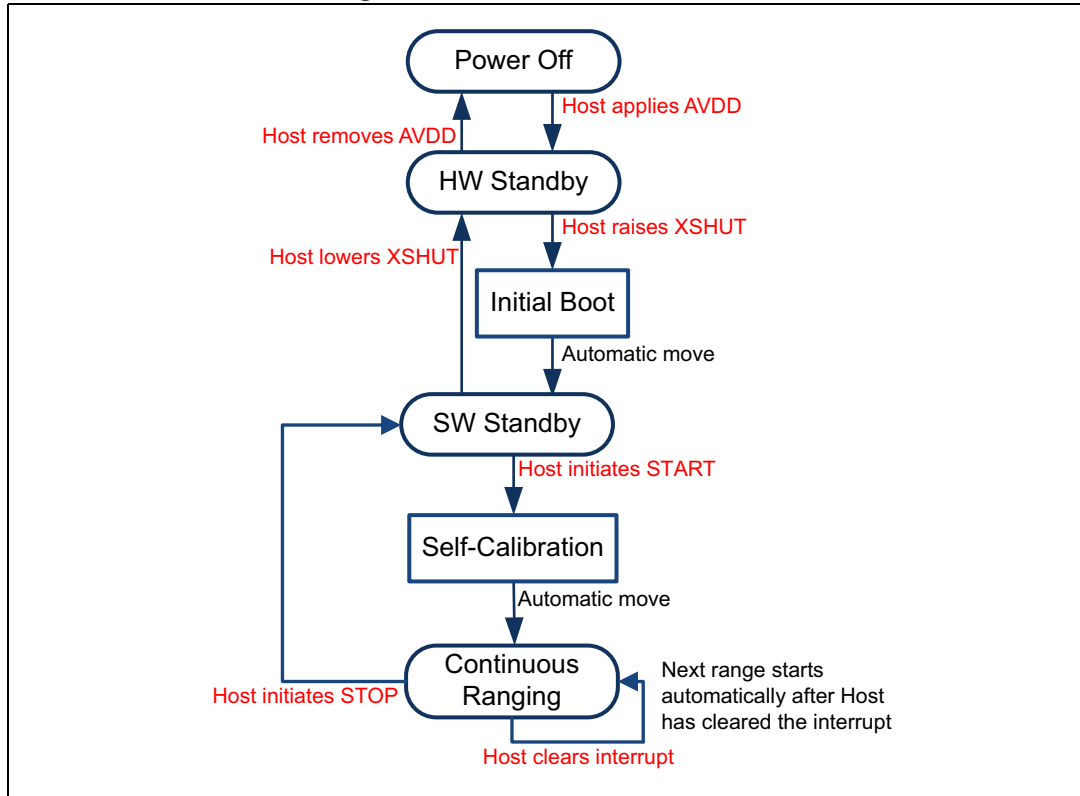 Power Off
Host applies AVDD
Host removes AVDD
HW Standby
Host raises XSHUT
Host lowers XSHUT
Initial Boot
Automatic move
SW Standby
Host initiates START
Self-Calibration
Automatic move
Continuous
Ranging
Next range starts
automatically after Host
has cleared the interrupt
Host initiates STOP
Host clears interrupt